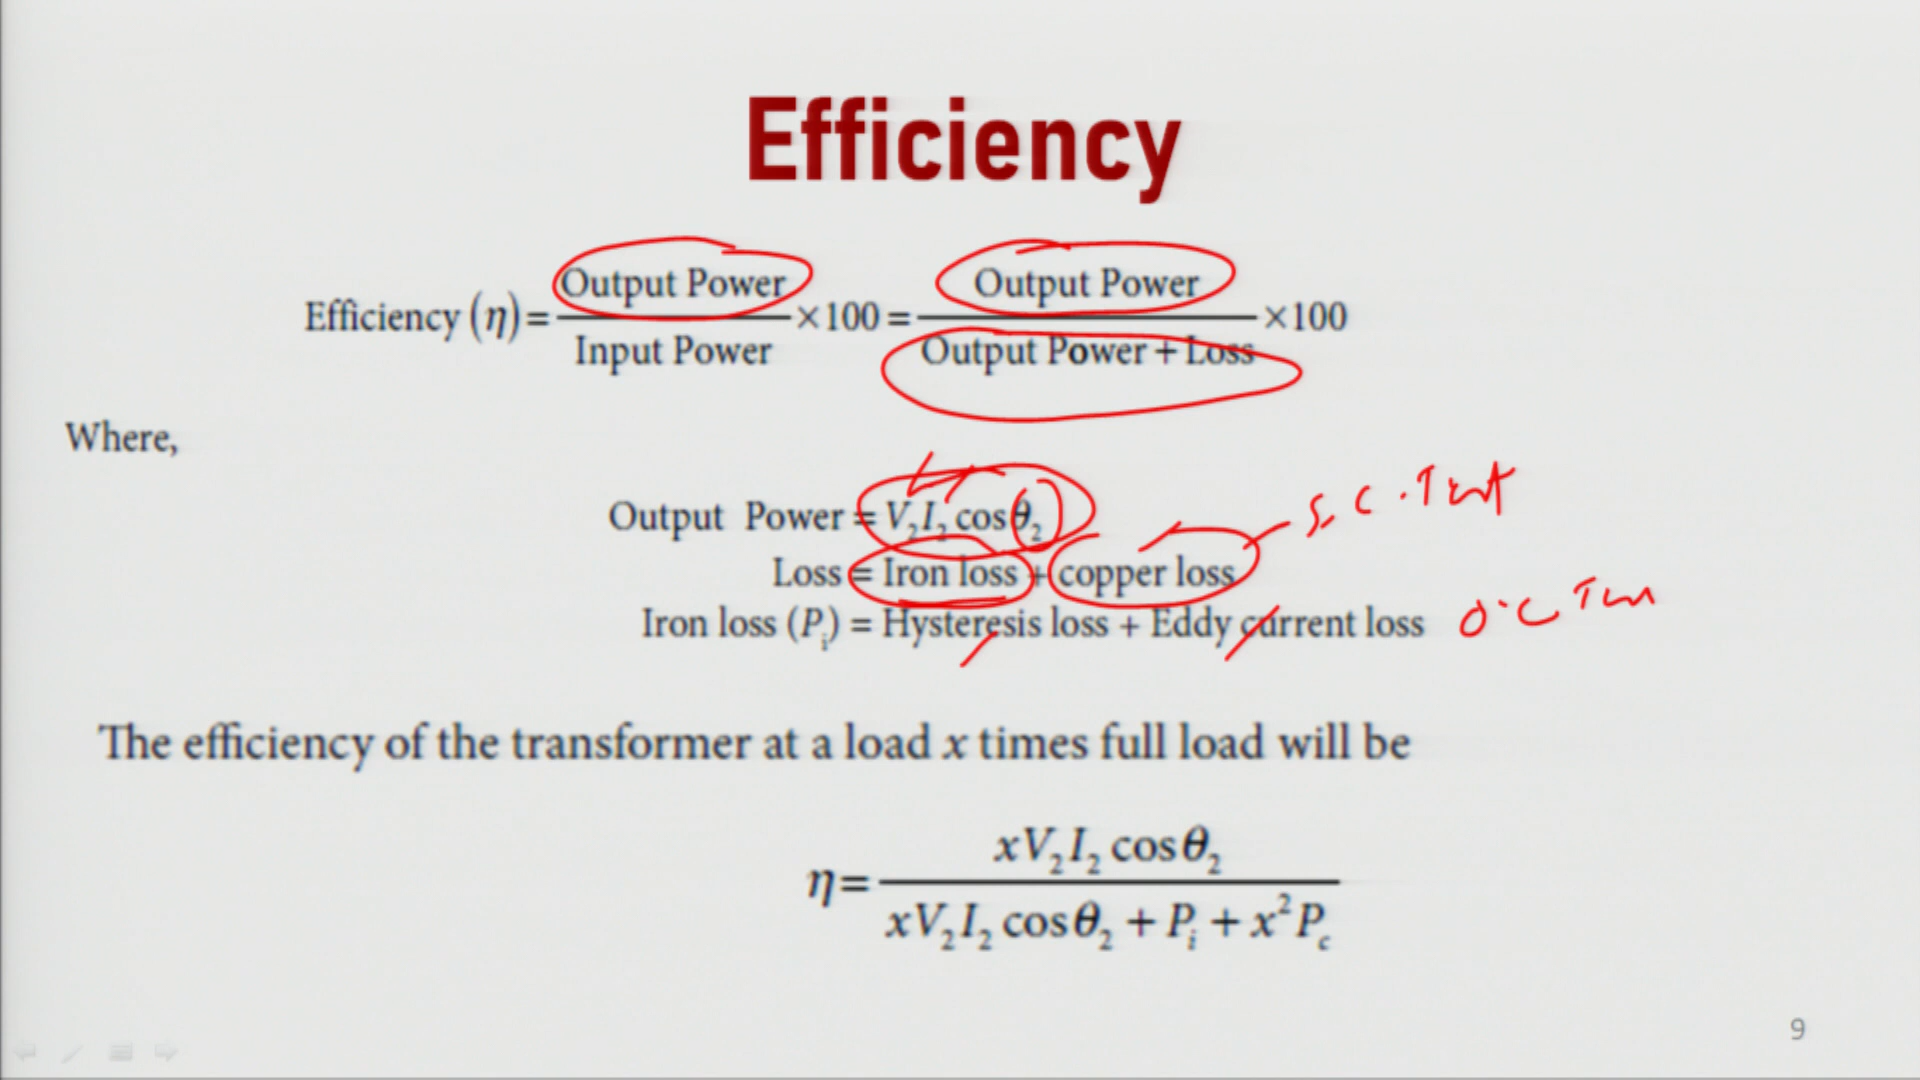 Efficiency
Efficiency (η) = Output Power / Input Power ×100 = Output Power / Output Power + Loss ×100
Where,
Output Power = V₂I₂ cosθ₂
S.C. Test
Loss = Iron loss + copper loss
Iron loss (Pᵢ) = Hysteresis loss + Eddy current loss O.C
The efficiency of the transformer at a load x times full load will be
η = xV₂I₂ cosθ₂ / xV₂I₂ cosθ₂ + Pᵢ + x²P꜀
9